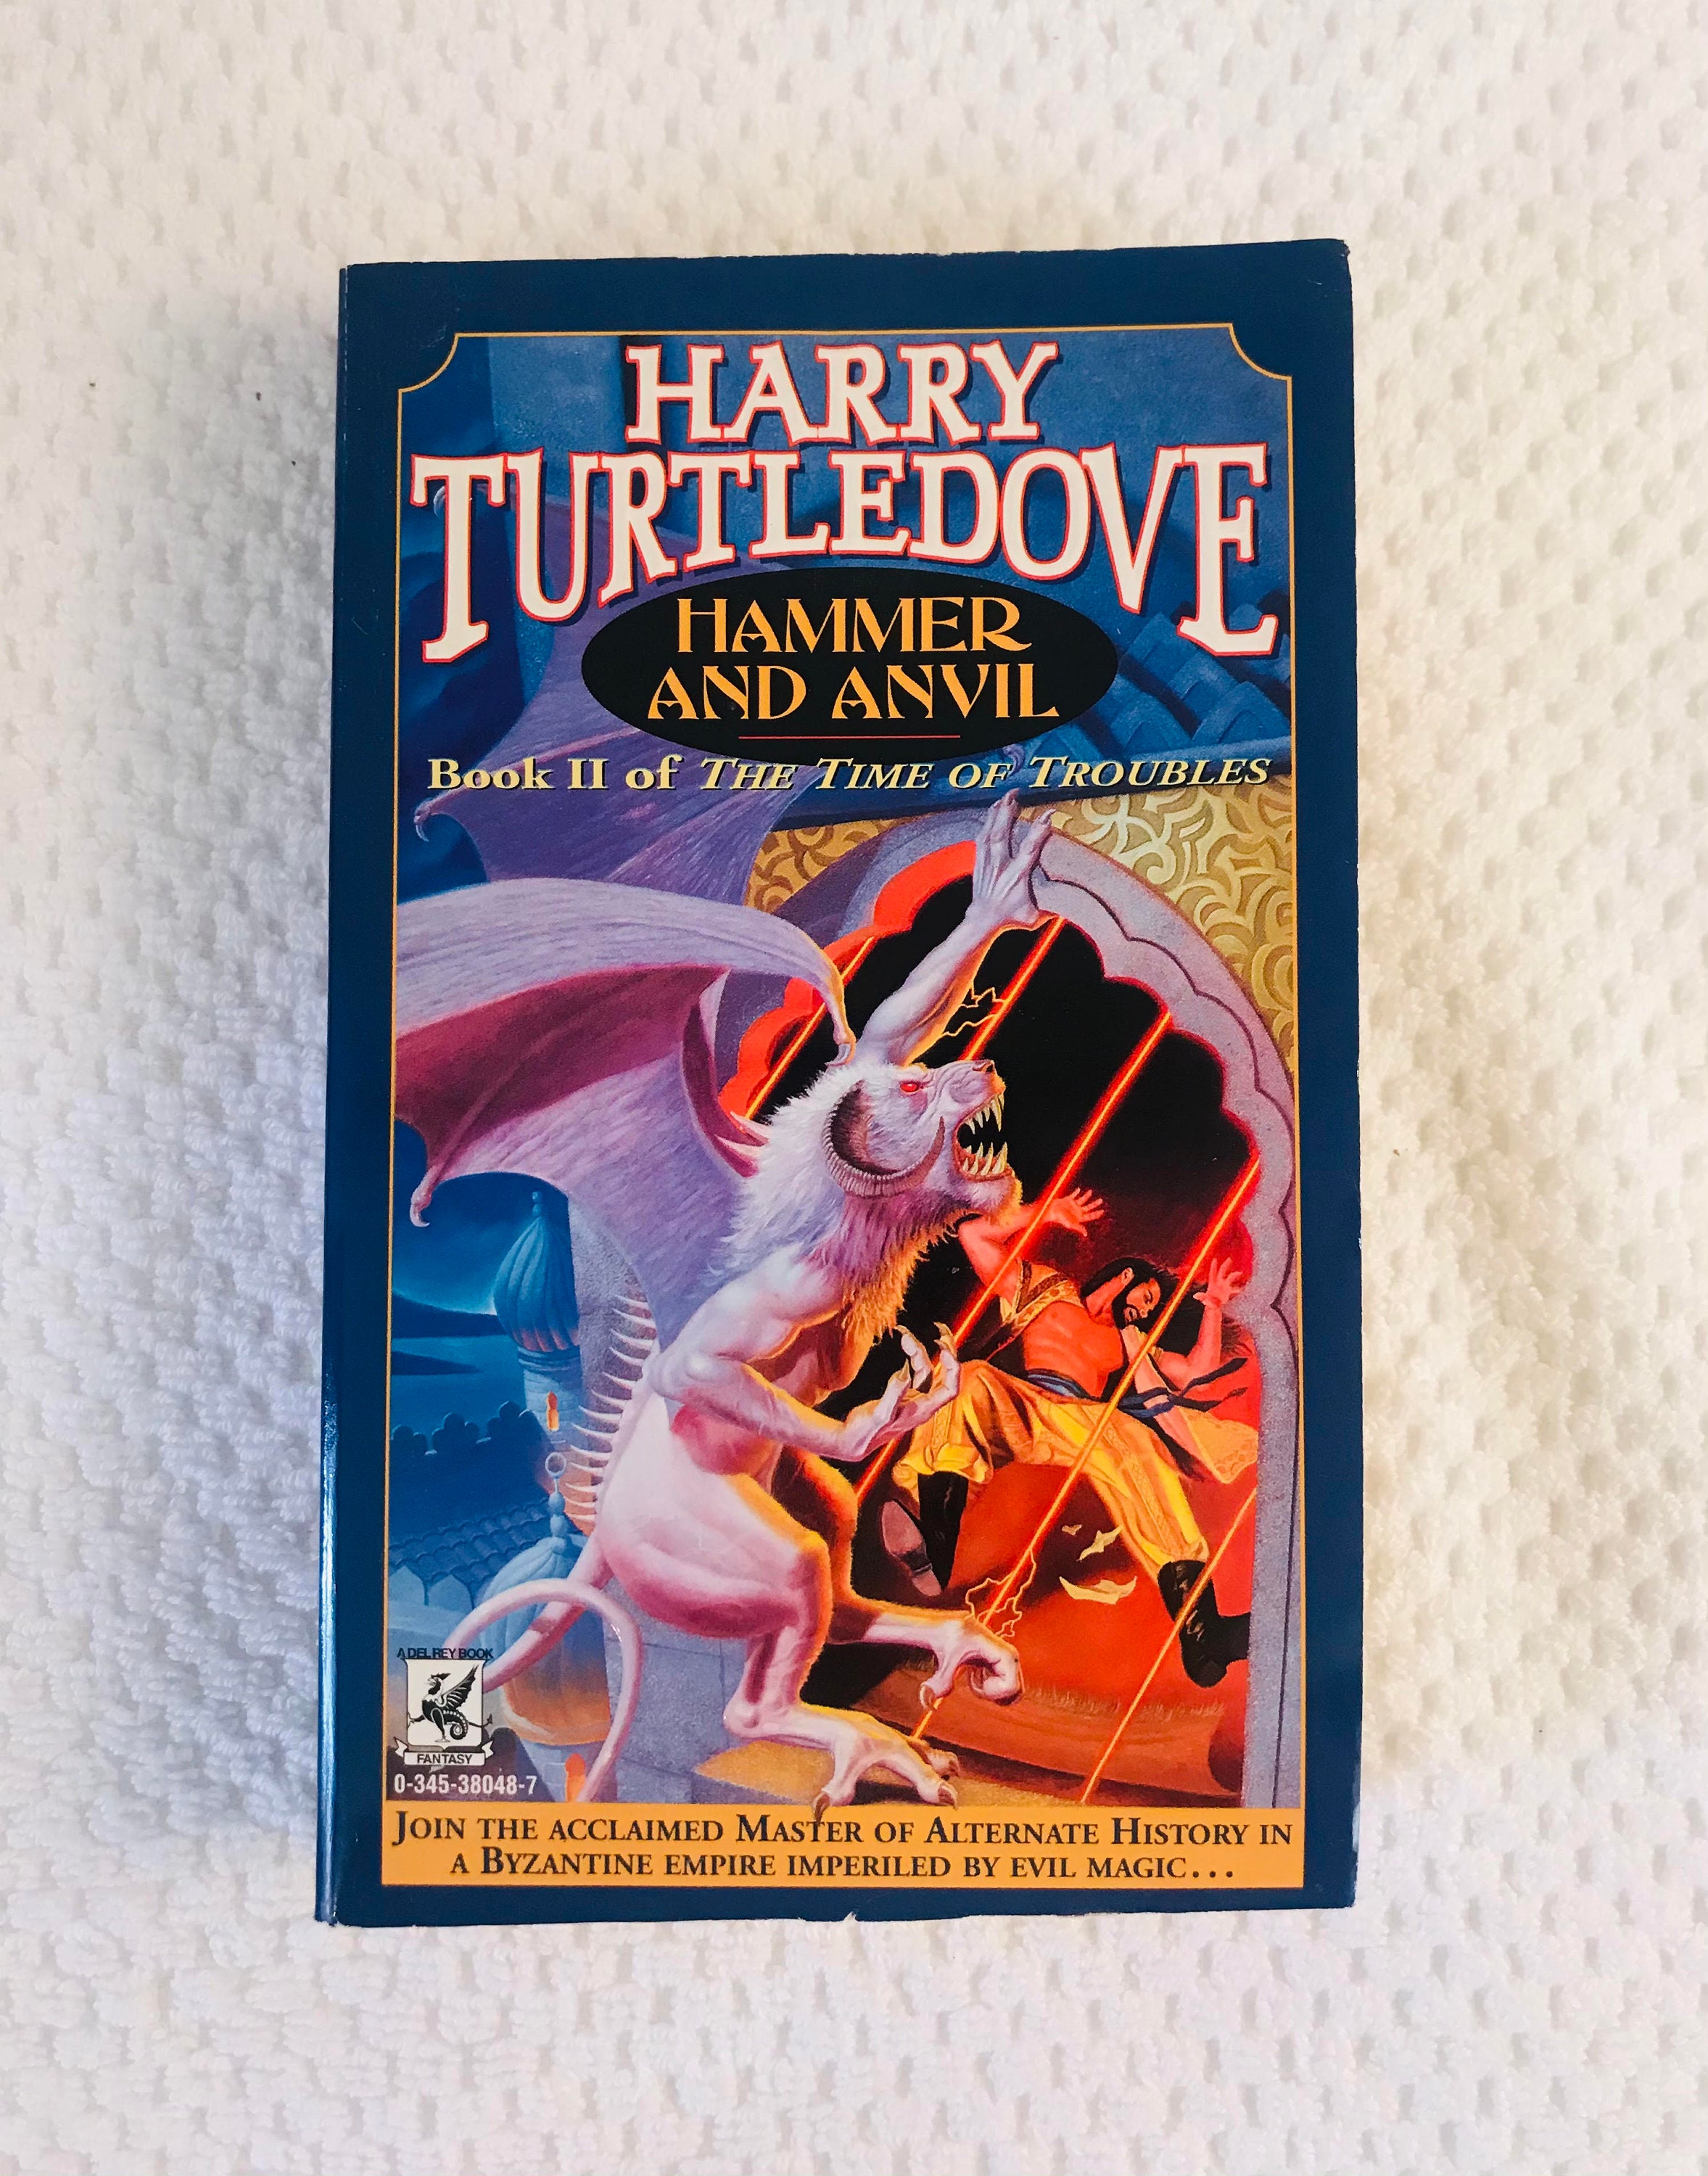 HARRY
TURTLEDOVE
HAMMER
AND ANVIL
Book II of THE TIME OF TROUBLES
A DEL REY BOOK
FANTASY
0-345-38048-7
JOIN THE ACCLAIMED MASTER OF ALTERNATE HISTORY IN
A BYZANTINE EMPIRE IMPERILED BY EVIL MAGIC...